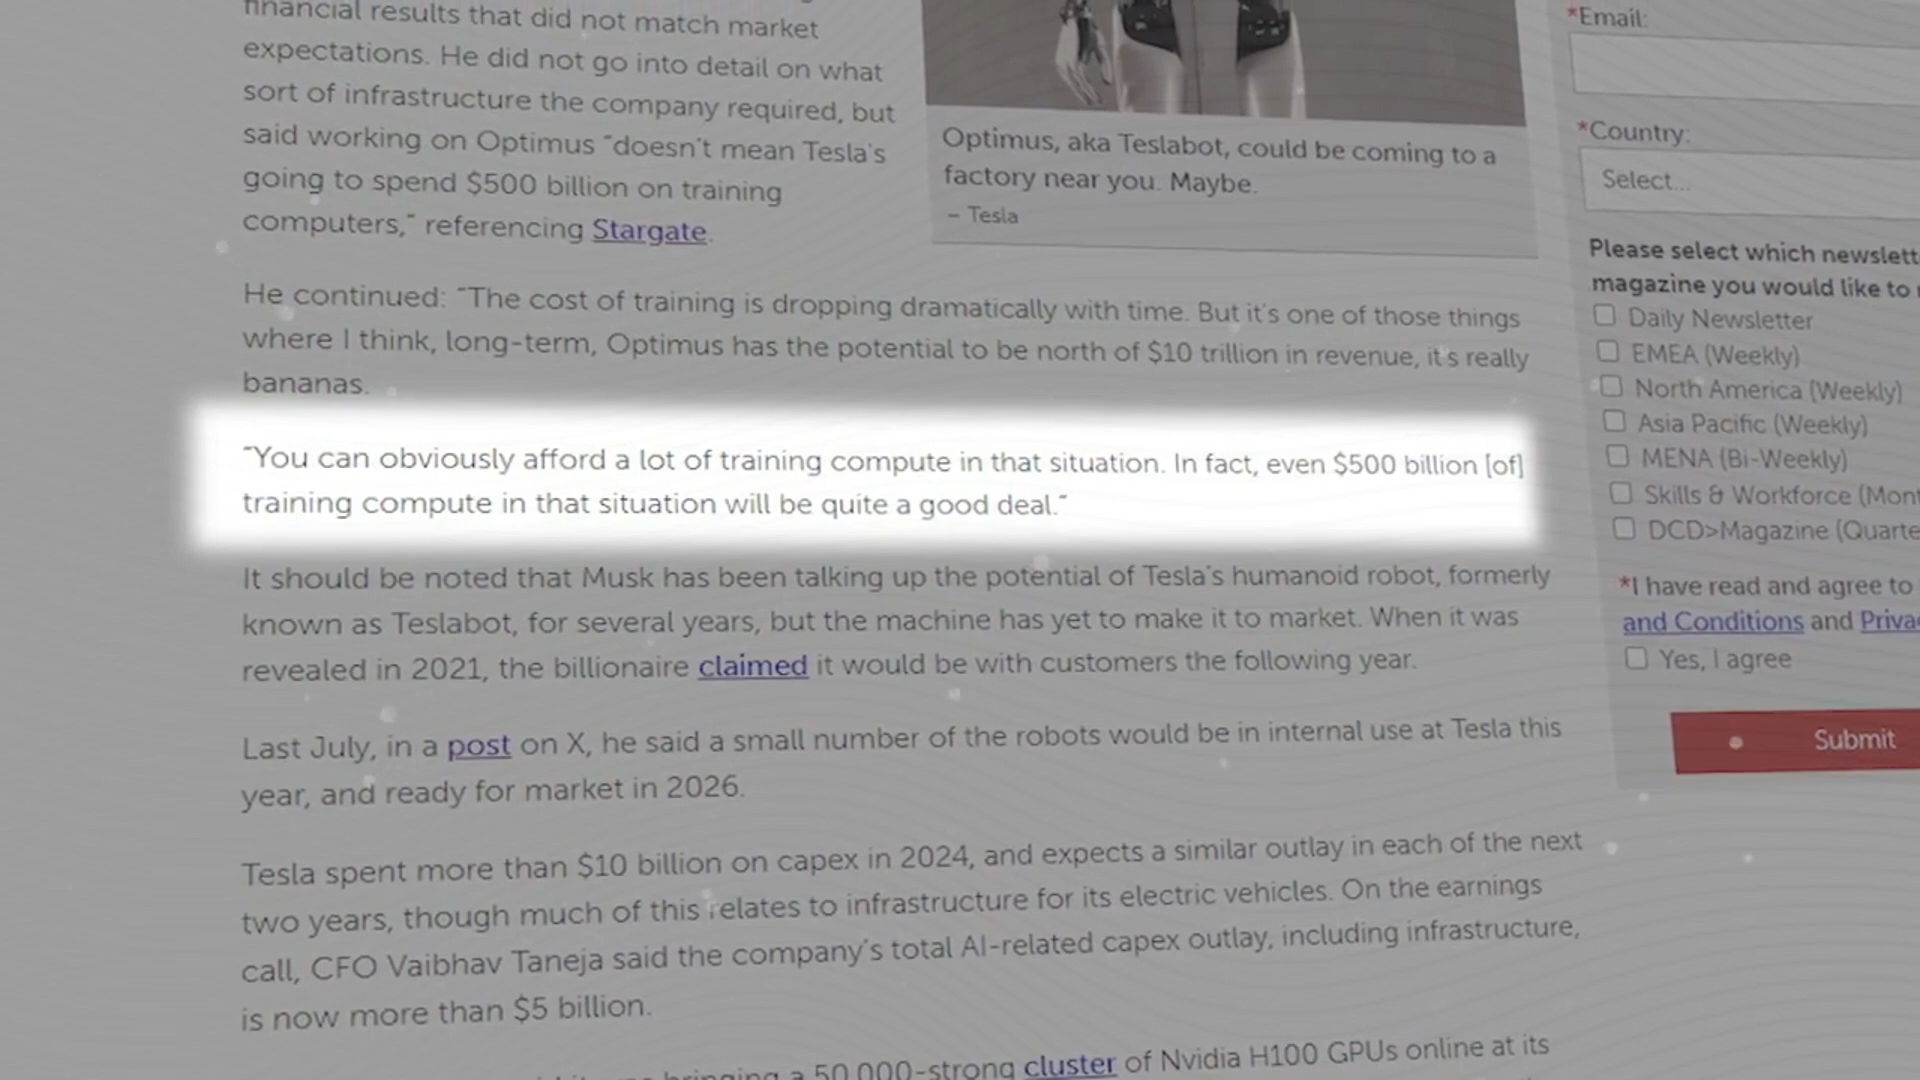 financial results that did not match market
expectations. He did not go into detail on what
sort of infrastructure the company required, but
said working on Optimus "doesn't mean Tesla's
going to spend $500 billion on training
computers," referencing Stargate.
Optimus, aka Teslabot, could be coming to a
factory near you. Maybe.
– Tesla
He continued: "The cost of training is dropping dramatically with time. But it's one of those things
where I think, long-term, Optimus has the potential to be north of $10 trillion in revenue, it's really
bananas.
"You can obviously afford a lot of training compute in that situation. In fact, even $500 billion [of]
training compute in that situation will be quite a good deal."
It should be noted that Musk has been talking up the potential of Tesla's humanoid robot, formerly
known as Teslabot, for several years, but the machine has yet to make it to market. When it was
revealed in 2021, the billionaire claimed it would be with customers the following year.
Last July, in a post on X, he said a small number of the robots would be in internal use at Tesla this
year, and ready for market in 2026.
Tesla spent more than $10 billion on capex in 2024, and expects a similar outlay in each of the next
two years, though much of this relates to infrastructure for its electric vehicles. On the earnings
call, CFO Vaibhav Taneja said the company's total AI-related capex outlay, including infrastructure,
is now more than $5 billion.
bringing a 50,000-strong cluster of Nvidia H100 GPUs online at its
*Email:
*Country:
Select...
Please select which newslett
magazine you would like to
Daily Newsletter
EMEA (Weekly)
North America (Weekly)
Asia Pacific (Weekly)
MENA (Bi-Weekly)
Skills & Workforce (Mont
DCD>Magazine (Quarte
*I have read and agree to
and Conditions and Priva
Yes, I agree
Submit